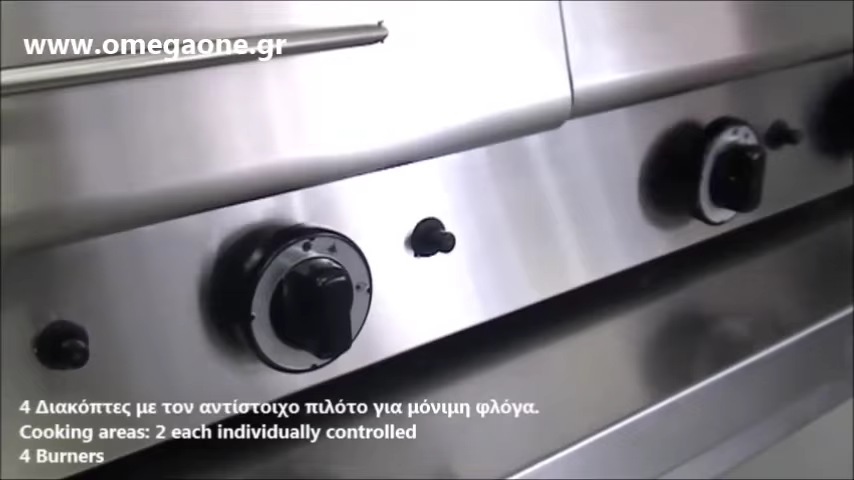 www.omegaone.gr
4 Διακόπτες με τον αντίστοιχο πιλότο για μόνιμη φλόγα.
Cooking areas: 2 each individually controlled
4 Burners